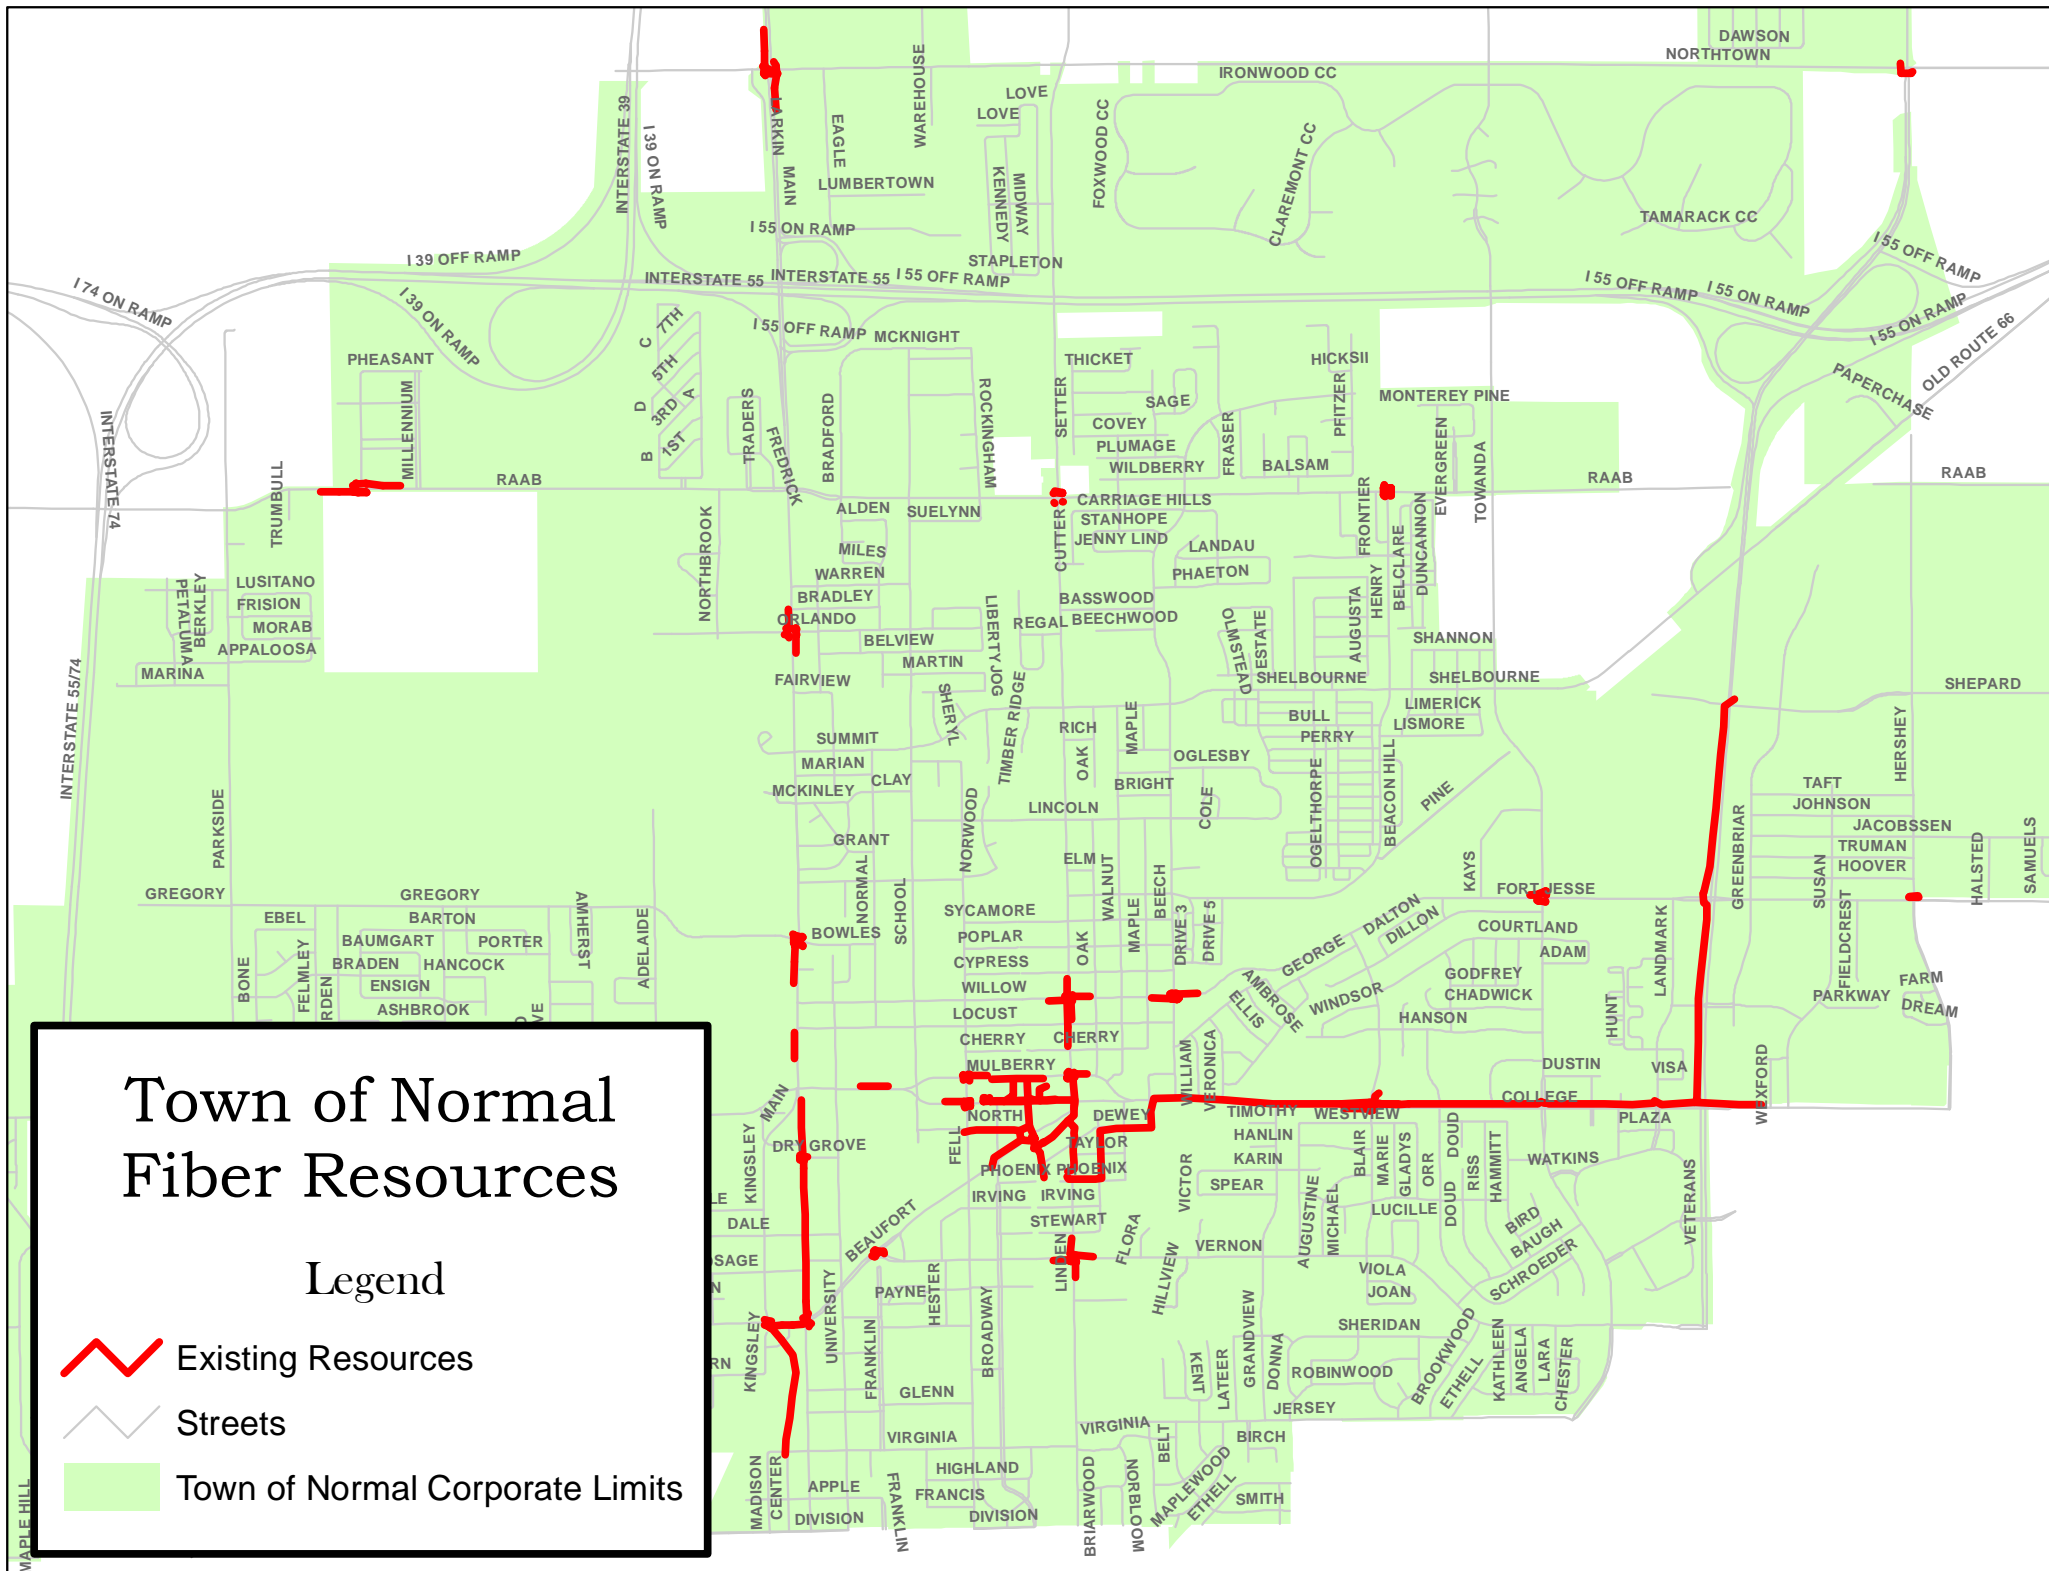 DAWSON
NORTHTOWN
IRONWOOD CC
WAREHOUSE
LOVE
LOVE
INTERSTATE 39
I 39 ON RAMP
LARKIN
MAIN
EAGLE
LUMBERTOWN
KENNEDY
MIDWAY
FOXWOOD CC
CLAREMONT CC
TAMARACK CC
I 55 ON RAMP
STAPLETON
I 39 OFF RAMP
INTERSTATE 55
INTERSTATE 55
I 55 OFF RAMP
I 55 OFF RAMP
I 55 ON RAMP
I 55 OFF RAMP
I 55 ON RAMP
OLD ROUTE 66
PAPERCHASE
I 74 ON RAMP
I 39 ON RAMP
I 55 OFF RAMP
MCKNIGHT
7TH
C
5TH
A
D
3RD
1ST
B
PHEASANT
MILLENNIUM
TRADERS
FREDRICK
BRADFORD
ROCKINGHAM
SETTER
THICKET
SAGE
COVEY
PLUMAGE
WILDBERRY
FRASER
HICKSII
PFITZER
BALSAM
MONTEREY PINE
EVERGREEN
TOWANDA
RAAB
RAAB
RAAB
INTERSTATE 74
TRUMBULL
ALDEN
SUELYNN
CARRIAGE HILLS
STANHOPE
JENNY LIND
CUTTER
LANDAU
PHAETON
FRONTIER
HENRY
BELCLARE
DUNCANNON
NORTHBROOK
MILES
WARREN
BRADLEY
ORLANDO
BELVIEW
MARTIN
FAIRVIEW
LIBERTY
JOG
REGAL
BASSWOOD
BEECHWOOD
OLMSTEAD
ESTATE
AUGUSTA
SHANNON
SHELBOURNE
SHELBOURNE
SHEPARD
PETALUMA
BERKLEY
LUSITANO
FRISION
MORAB
APPALOOSA
MARINA
INTERSTATE 55/74
LIMERICK
LISMORE
BULL
PERRY
SHERYL
TIMBER RIDGE
RICH
OAK
MAPLE
SUMMIT
MARIAN
CLAY
MCKINLEY
OGLESBY
BRIGHT
COLE
OGELTHORPE
BEACON HILL
PINE
HERSHEY
TAFT
JOHNSON
JACOBSSEN
TRUMAN
HOOVER
SAMUELS
HALSTED
PARKSIDE
LINCOLN
NORWOOD
GRANT
ELM
WALNUT
NORMAL
SCHOOL
MAPLE
BEECH
KAYS
FORT JESSE
GREENBRIAR
SUSAN
FIELDCREST
GREGORY
GREGORY
EBEL
BARTON
BAUMGART
PORTER
BRADEN
HANCOCK
ENSIGN
ASHBROOK
BONE
FELMLEY
AMHERST
ADELAIDE
BOWLES
SYCAMORE
POPLAR
CYPRESS
WILLOW
LOCUST
CHERRY
CHERRY
MULBERRY
OAK
DRIVE 3
DRIVE 5
DALTON
DILLON
GEORGE
AMBROSE
ELLIS
WINDSOR
COURTLAND
ADAM
GODFREY
CHADWICK
HANSON
HUNT
LANDMARK
PARKWAY
FARM
DREAM
RDEN
VE
Town of Normal
Fiber Resources
Legend
Existing Resources
Streets
Town of Normal Corporate Limits
WILLIAM
VERONICA
DUSTIN
VISA
COLLEGE
PLAZA
WEXFORD
MAIN
NORTH
DEWEY
TIMOTHY
WESTVIEW
DRY GROVE
FELL
TAYLOR
PHOENIX
PHOENIX
IRVING
IRVING
STEWART
KINGSLEY
DALE
LE
OSAGE
N
RN
BEAUFORT
HANLIN
KARIN
SPEAR
VICTOR
BLAIR
MARIE
GLADYS
ORR
DOUD
DOUD
RISS
HAMMITT
WATKINS
VETERANS
AUGUSTINE
MICHAEL
LUCILLE
BIRD
BAUGH
SCHROEDER
VERNON
FLORA
LINDEN
HILLVIEW
VIOLA
JOAN
UNIVERSITY
PAYNE
HESTER
BROADWAY
FRANKLIN
KINGSLEY
GLENN
GRANDVIEW
DONNA
KENT
LATEER
SHERIDAN
ROBINWOOD
BROOKWOOD
ETHELL
KATHLEEN
ANGELA
LARA
CHESTER
JERSEY
VIRGINIA
VIRGINIA
BELT
BIRCH
HIGHLAND
FRANCIS
APPLE
MADISON
CENTER
DIVISION
DIVISION
FRANKLIN
BRIARWOOD
NORBLOOM
MAPLEWOOD
ETHELL
SMITH
MAPLE HILL